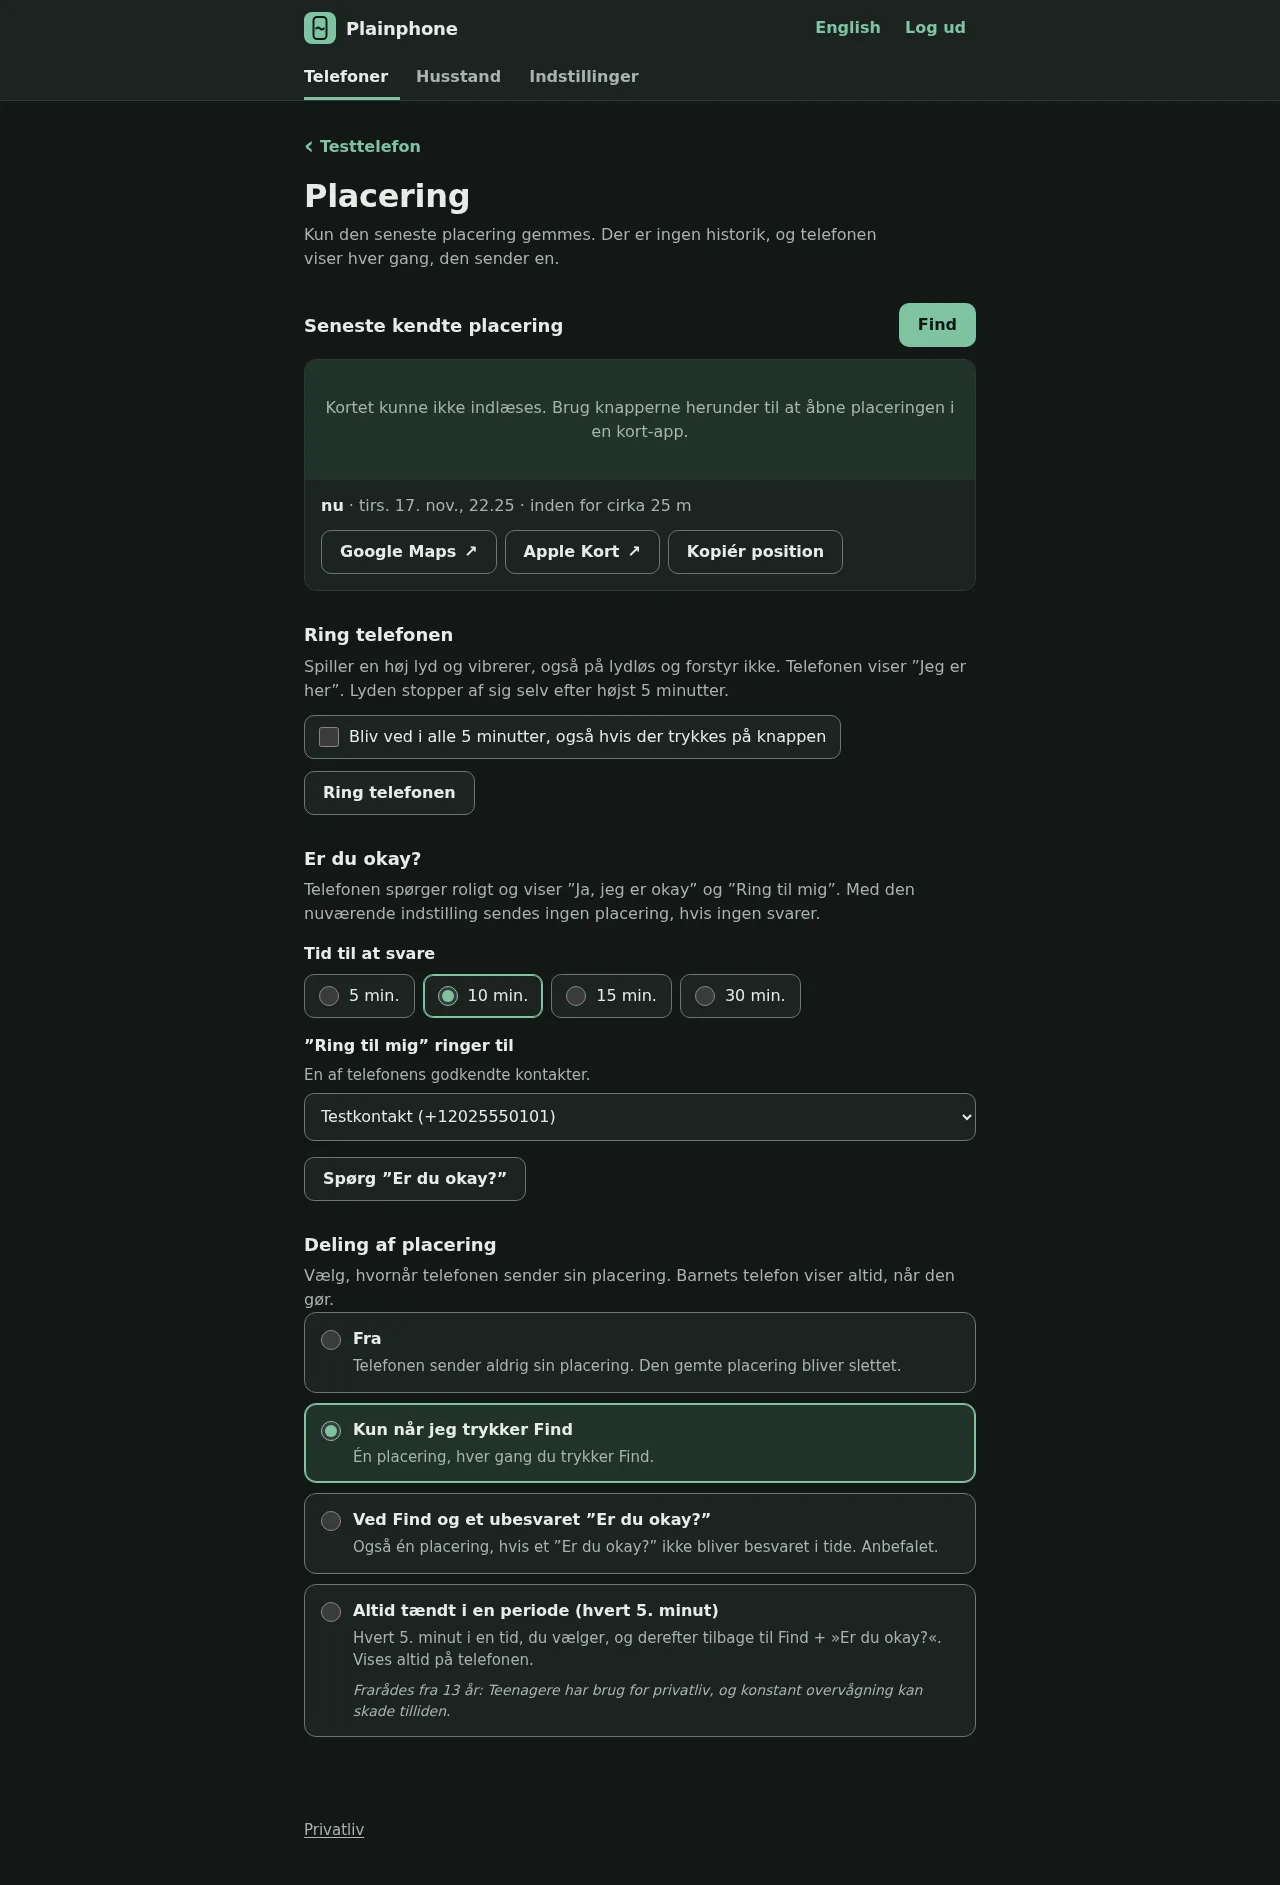 Plainphone
English
Log ud
Telefoner
Husstand
Indstillinger
‹ Testtelefon
Placering
Kun den seneste placering gemmes. Der er ingen historik, og telefonen
viser hver gang, den sender en.
Seneste kendte placering
Find
Kortet kunne ikke indlæses. Brug knapperne herunder til at åbne placeringen i
en kort-app.
nu · tirs. 17. nov., 22.25 · inden for cirka 25 m
Google Maps ↗
Apple Kort ↗
Kopiér position
Ring telefonen
Spiller en høj lyd og vibrerer, også på lydløs og forstyr ikke. Telefonen viser ”Jeg er
her”. Lyden stopper af sig selv efter højst 5 minutter.
Bliv ved i alle 5 minutter, også hvis der trykkes på knappen
Ring telefonen
Er du okay?
Telefonen spørger roligt og viser ”Ja, jeg er okay” og ”Ring til mig”. Med den
nuværende indstilling sendes ingen placering, hvis ingen svarer.
Tid til at svare
5 min.
10 min.
15 min.
30 min.
”Ring til mig” ringer til
En af telefonens godkendte kontakter.
Testkontakt (+12025550101)
Spørg ”Er du okay?”
Deling af placering
Vælg, hvornår telefonen sender sin placering. Barnets telefon viser altid, når den
gør.
Fra
Telefonen sender aldrig sin placering. Den gemte placering bliver slettet.
Kun når jeg trykker Find
Én placering, hver gang du trykker Find.
Ved Find og et ubesvaret ”Er du okay?”
Også én placering, hvis et ”Er du okay?” ikke bliver besvaret i tide. Anbefalet.
Altid tændt i en periode (hvert 5. minut)
Hvert 5. minut i en tid, du vælger, og derefter tilbage til Find + »Er du okay?«.
Vises altid på telefonen.
Frarådes fra 13 år: Teenagere har brug for privatliv, og konstant overvågning kan
skade tilliden.
Privatliv